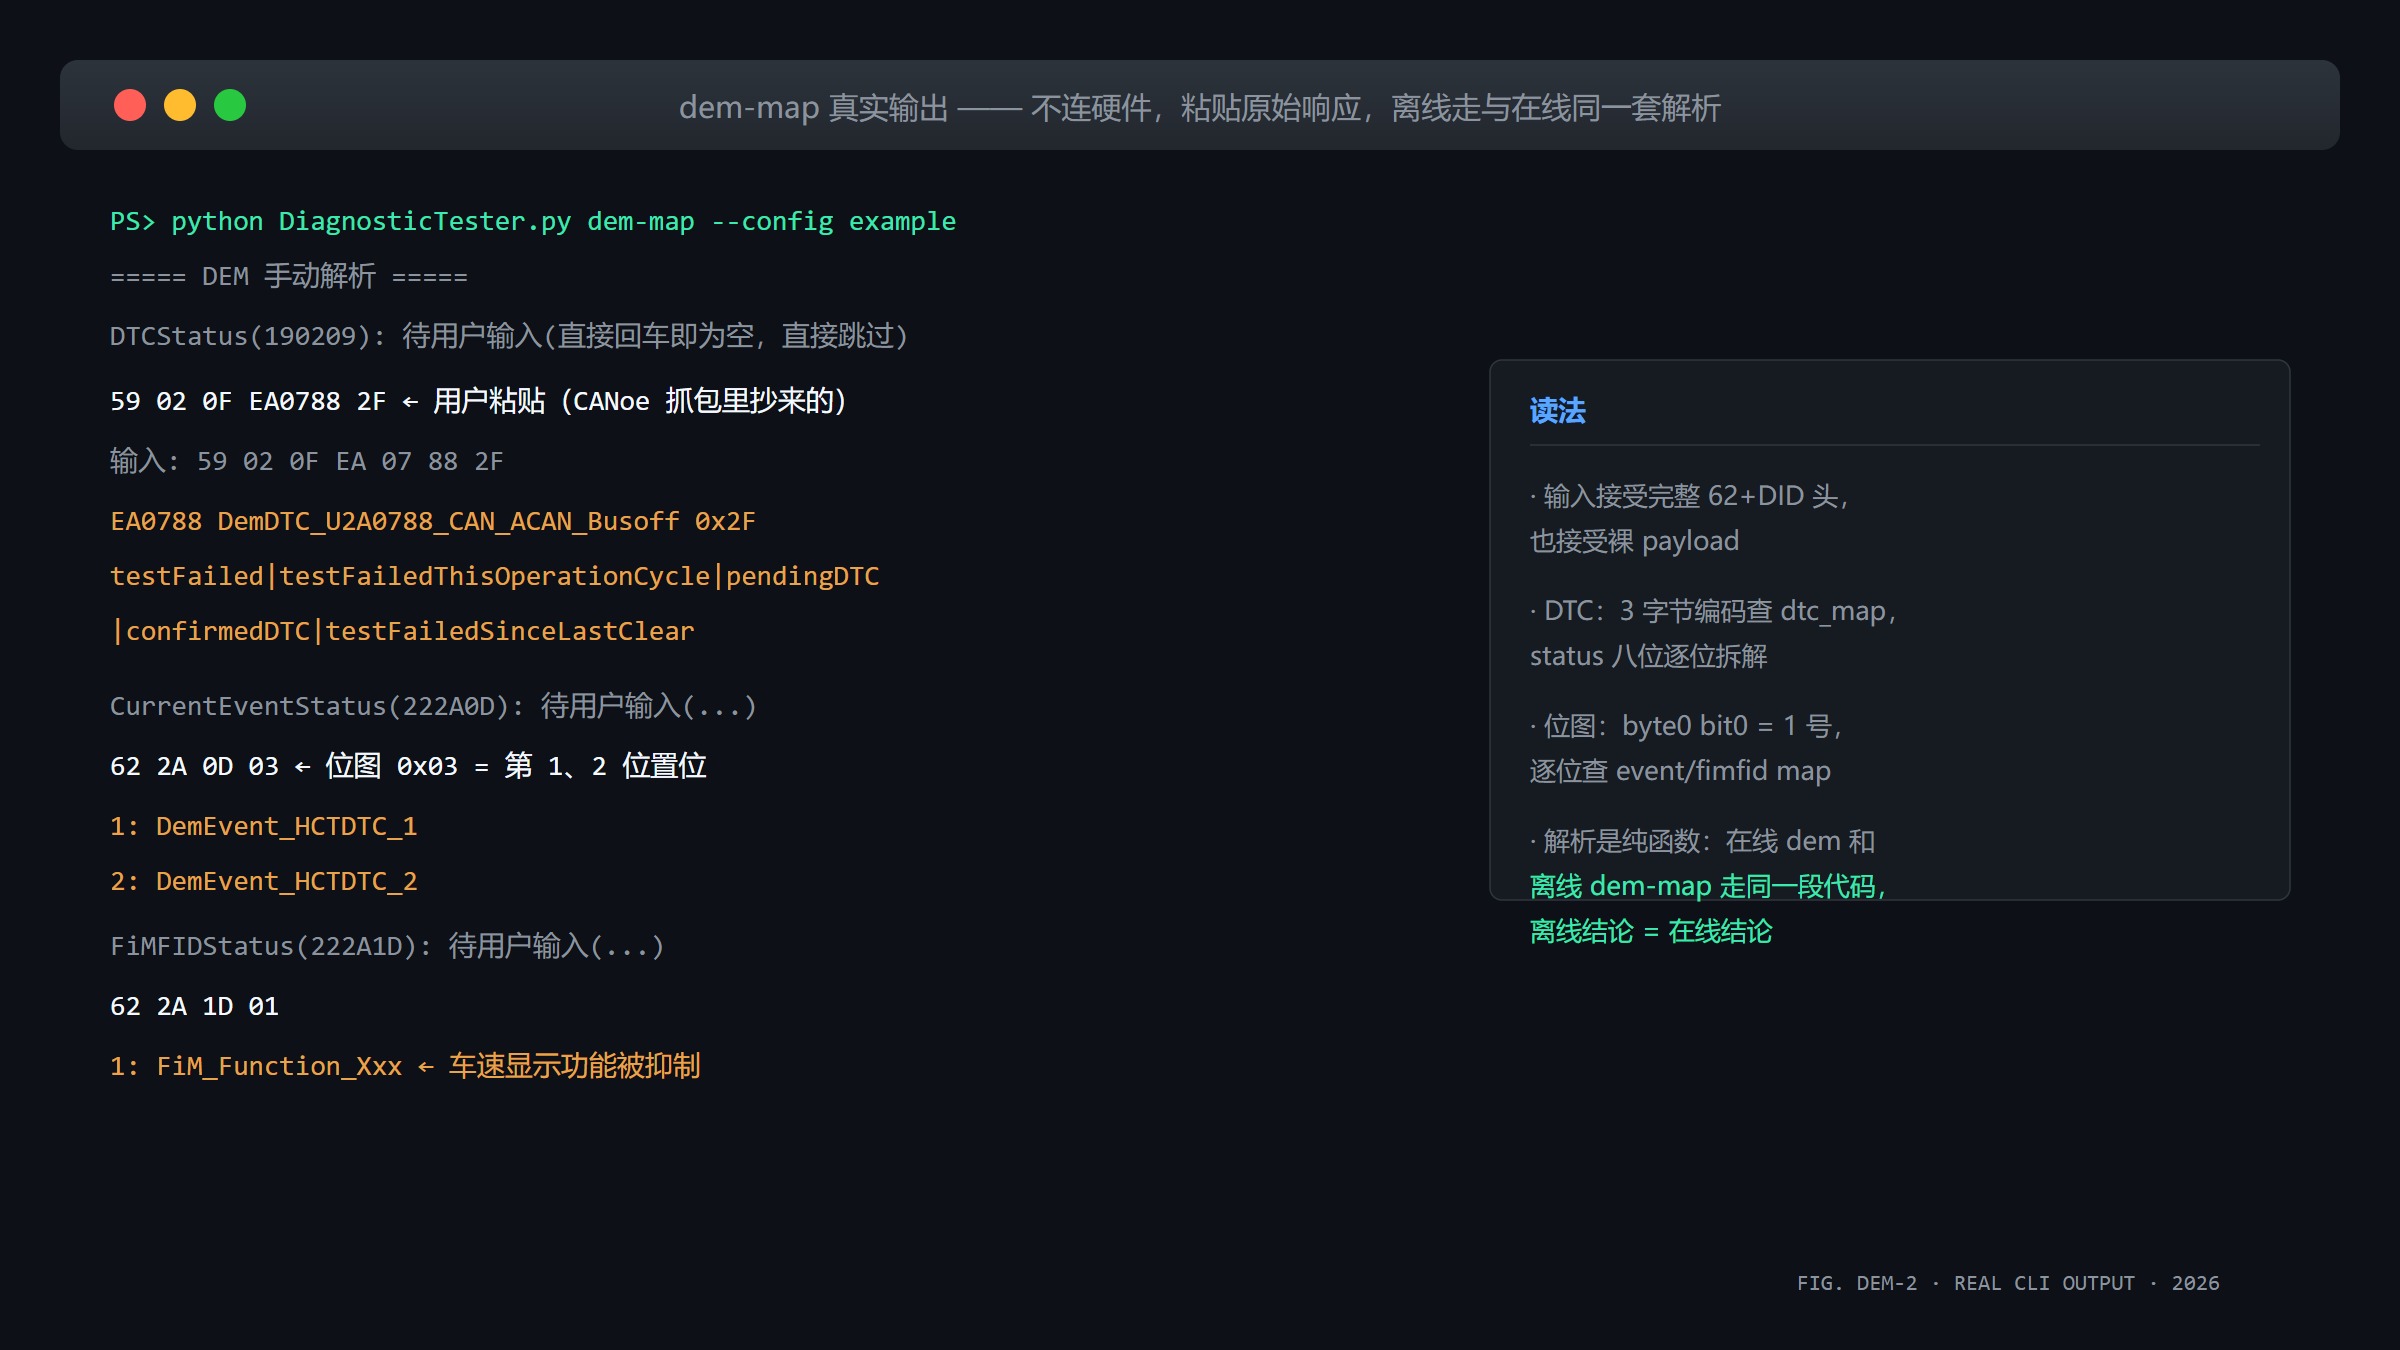 dem-map 真实输出 —— 不连硬件，粘贴原始响应，离线走与在线同一套解析
PS> python DiagnosticTester.py dem-map --config example
===== DEM 手动解析 =====
DTCStatus(190209): 待用户输入(直接回车即为空，直接跳过)
59 02 0F EA0788 2F ← 用户粘贴（CANoe 抓包里抄来的）
输入: 59 02 0F EA 07 88 2F
EA0788 DemDTC_U2A0788_CAN_ACAN_Busoff 0x2F
testFailed|testFailedThisOperationCycle|pendingDTC
|confirmedDTC|testFailedSinceLastClear
CurrentEventStatus(222A0D): 待用户输入(...)
62 2A 0D 03 ← 位图 0x03 = 第 1、2 位置位
1: DemEvent_HCTDTC_1
2: DemEvent_HCTDTC_2
FiMFIDStatus(222A1D): 待用户输入(...)
62 2A 1D 01
1: FiM_Function_Xxx ← 车速显示功能被抑制
读法
· 输入接受完整 62+DID 头，
也接受裸 payload
· DTC：3 字节编码查 dtc_map，
status 八位逐位拆解
· 位图：byte0 bit0 = 1 号，
逐位查 event/fimfid map
· 解析是纯函数：在线 dem 和
离线 dem-map 走同一段代码，
离线结论 = 在线结论
FIG. DEM-2 · REAL CLI OUTPUT · 2026